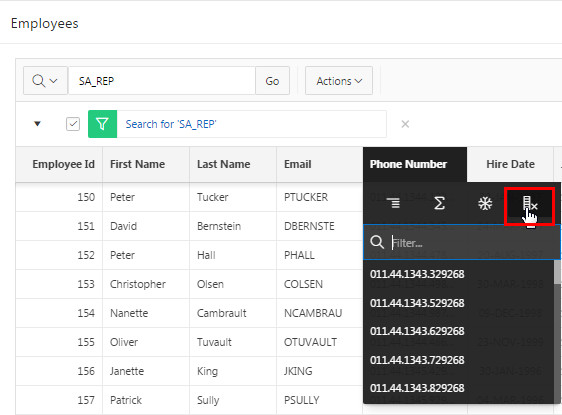 Employees
SA_REP Go Actions
Search for 'SA_REP'
Employee Id First Name Last Name Email Phone Number Hire Date
150 Peter Tucker PTUCKER
151 David Bernstein DBERNSTE
Filter...
152 Peter Hall PHALL
011.44.1343.329268
153 Christopher Olsen COLSEN
011.44.1343.529268
154 Nanette Cambrault NCAMBRAU
011.44.1343.629268
155 Oliver Tuvault OTUVAULT
011.44.1343.729268
156 Janette King JKING
011.44.1343.829268
157 Patrick Sully PSULLY